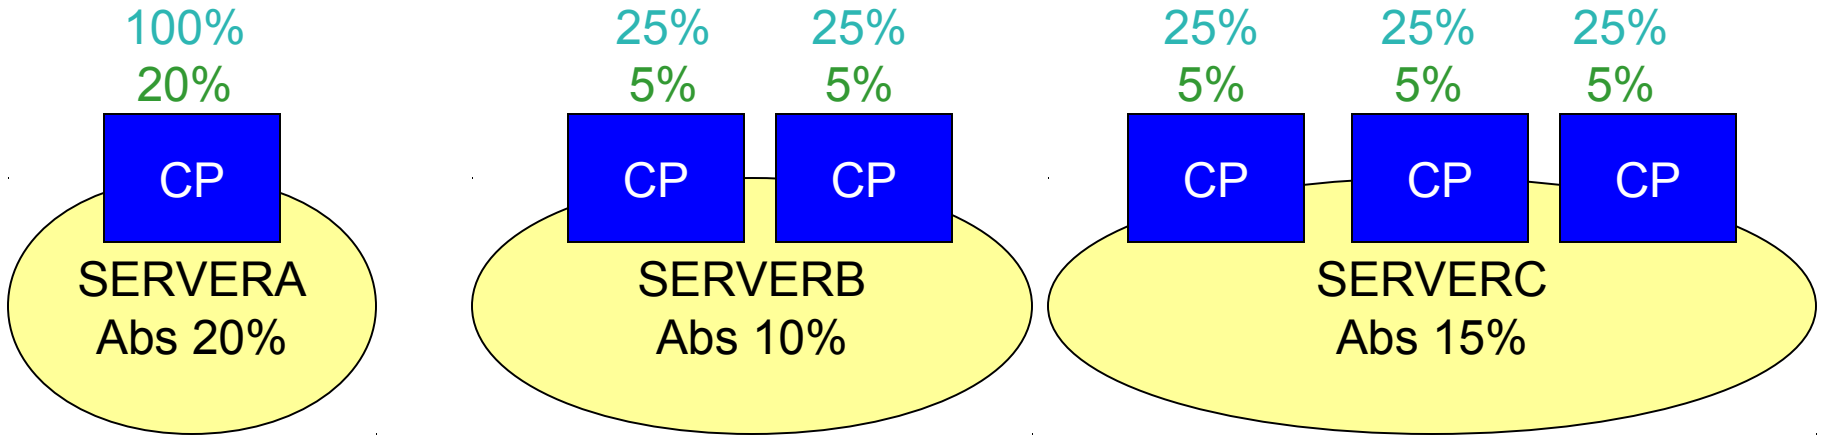 100% 25% 25% 25% 25% 25%
20% 5% 5% 5% 5% 5%
CP CP CP CP CP CP
SERVERA SERVERB SERVERC
Abs 20% Abs 10% Abs 15%